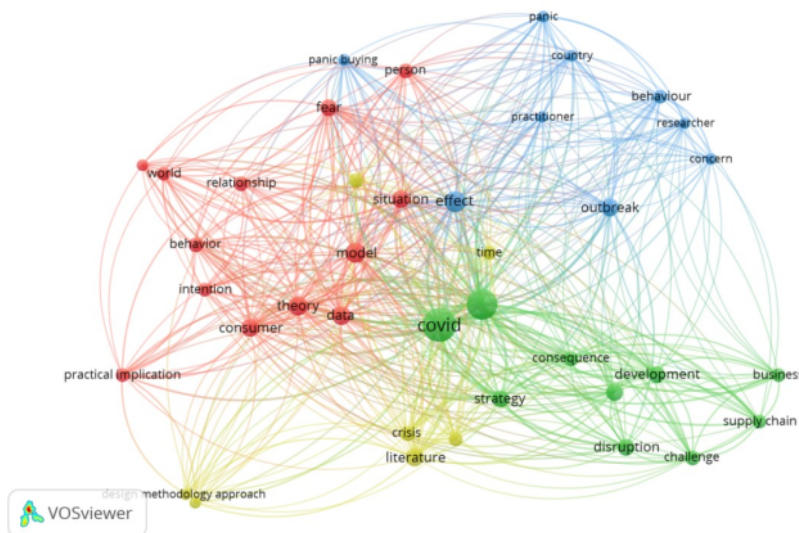 panic
country
panic buying
person
behaviour
fear
practitioner
researcher
concern
world
relationship
situation
effect
outbreak
behavior
model
time
intention
theory
data
covid
consumer
consequence
practical implication
development
business
strategy
supply chain
crisis
literature
disruption
challenge
design methodology approach
VOSviewer